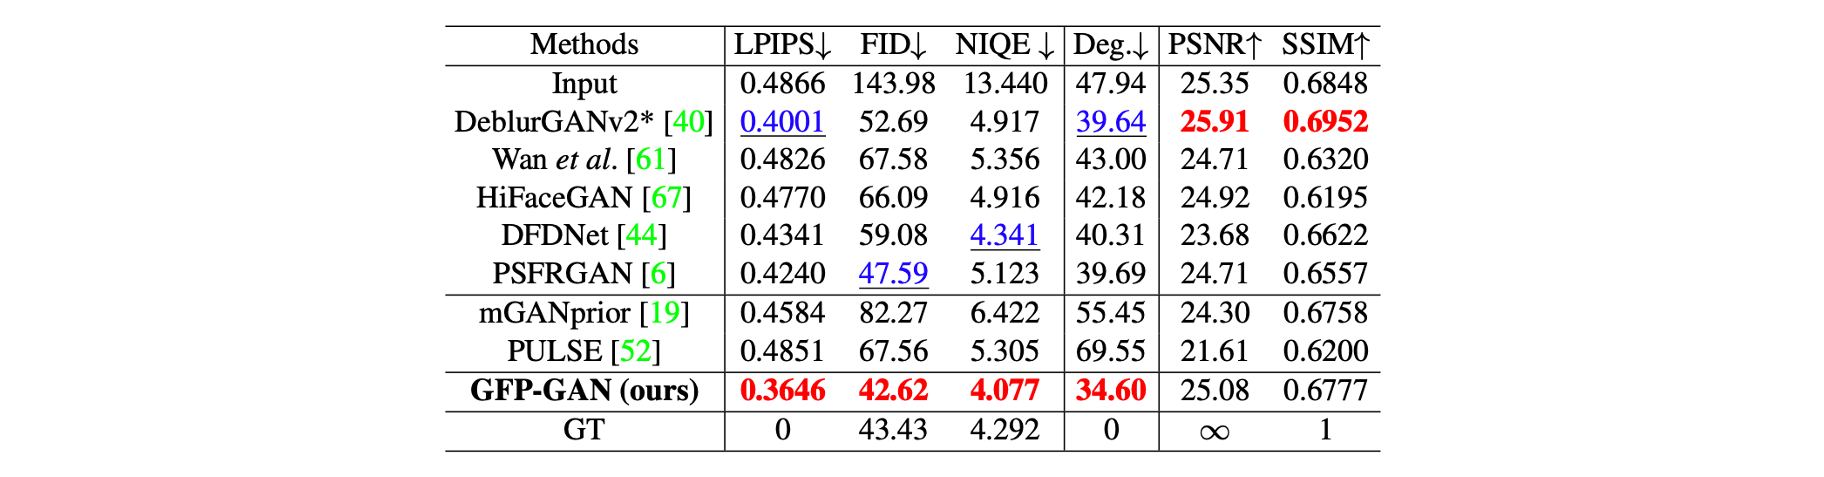 Methods LPIPS↓ FID↓ NIQE ↓ Deg.↓ PSNR↑ SSIM↑
Input 0.4866 143.98 13.440 47.94 25.35 0.6848
DeblurGANv2* [40] 0.4001 52.69 4.917 39.64 25.91 0.6952
Wan et al. [61] 0.4826 67.58 5.356 43.00 24.71 0.6320
HiFaceGAN [67] 0.4770 66.09 4.916 42.18 24.92 0.6195
DFDNet [44] 0.4341 59.08 4.341 40.31 23.68 0.6622
PSFRGAN [6] 0.4240 47.59 5.123 39.69 24.71 0.6557
mGANprior [19] 0.4584 82.27 6.422 55.45 24.30 0.6758
PULSE [52] 0.4851 67.56 5.305 69.55 21.61 0.6200
GFP-GAN (ours) 0.3646 42.62 4.077 34.60 25.08 0.6777
GT 0 43.43 4.292 0 ∞ 1